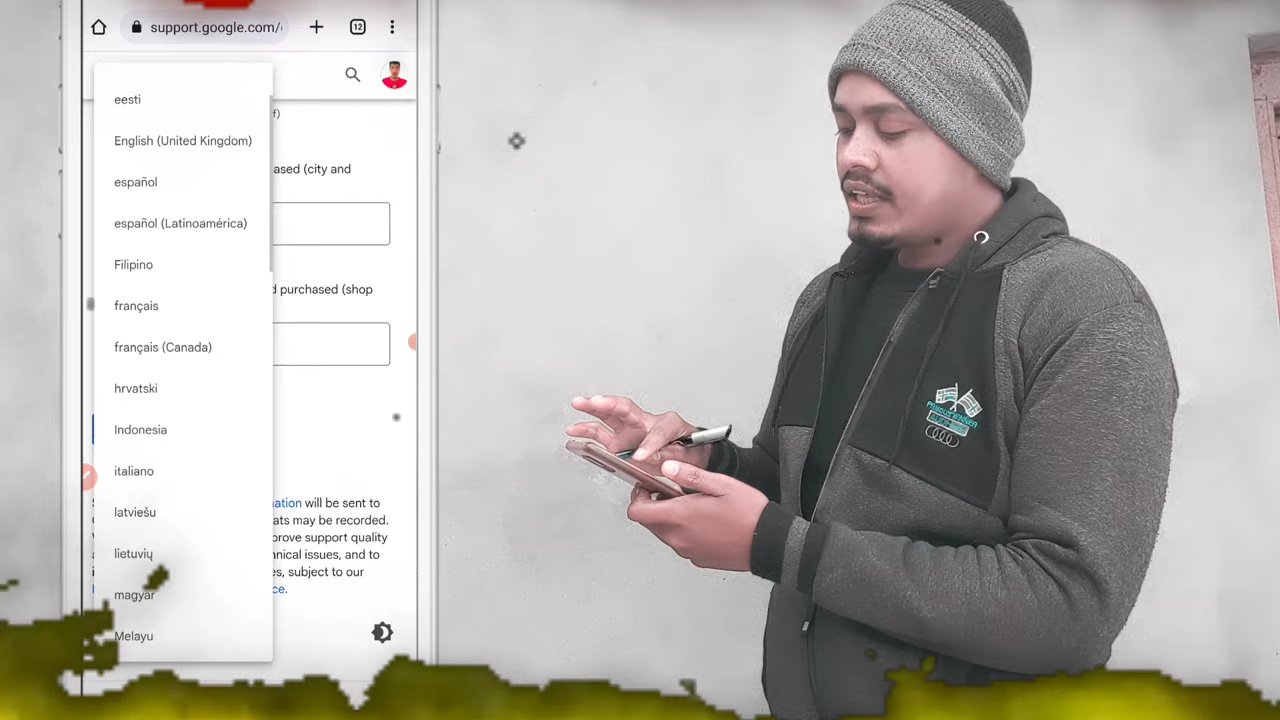 support.google.com/
12
eesti
English (United Kingdom)
español
español (Latinoamérica)
Filipino
français
français (Canada)
hrvatski
Indonesia
italiano
latviešu
lietuvių
magyar
Melayu
f)
ased (city and
d purchased (shop
ation will be sent to
ats may be recorded.
prove support quality
hnical issues, and to
es, subject to our
ce.
WINNER